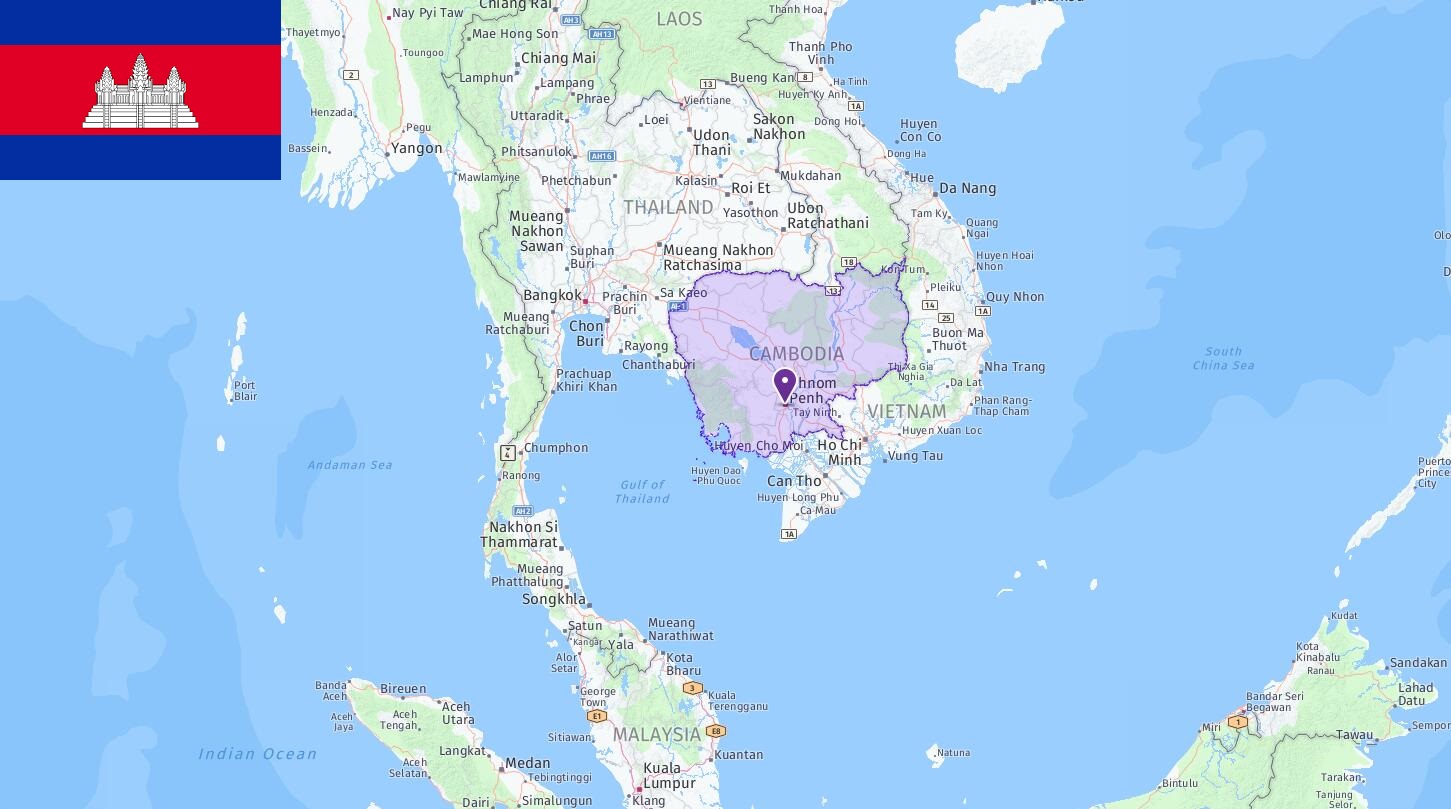 Chiang Rai
Nay Pyi Taw
AH3
LAOS
Thanh Hoa
Thayetmyo
Mae Hong Son
AH13
Toungoo
Chiang Mai
Thanh Pho
Vinh
2
Lamphun
Lampang
13
Bueng Kan
8
Ha Tinh
Phrae
Vientiane
Huyen Ky Anh
1A
Henzada
Uttaradit
Loei
Sakon
Nakhon
Dong Hoi
Huyen
Con Co
Pegu
Udon
Thani
Bassein
Yangon
Phitsanulok
AH16
Dong Ha
Mawlamyine
Phetchabun
Kalasin
Mukdahan
Hue
Roi Et
Da Nang
THAILAND
Yasothon
Ubon
Ratchathani
Tam Ky
Mueang
Nakhon
Sawan
Quang
Ngai
Suphan
Buri
Mueang Nakhon
Ratchasima
Huyen Hoai
Nhon
18
Kon Tum
Bangkok
Prachin
Buri
Sa Kaeo
13
Pleiku
Quy Nhon
14
1A
25
Mueang
Ratchaburi
Chon
Buri
Buon Ma
Thuot
Rayong
Chanthaburi
CAMBODIA
South
China Sea
Thi Xa Gia
Nghia
Nha Trang
Prachuap
Khiri Khan
Port
Blair
hnom
Penh
Da Lat
Tay Ninh
VIETNAM
Phan Rang-
Thap Cham
Huyen Xuan Loc
Chumphon
4
Huyen Cho Moi
Ho Chi
Minh
Vung Tau
Andaman Sea
Ranong
Gulf of
Thailand
Huyen Dao
Phu Quoc
Can Tho
Huyen Long Phu
Ca Mau
Puerto
Princesa
City
AH2
1A
Nakhon Si
Thammarat
Mueang
Phatthalung
Songkhla
Satun
Kangar
Yala
Mueang
Narathiwat
Kudat
Alor
Setar
Kota
Bharu
Kota
Kinabalu
Ranau
Sandakan
Banda
Aceh
Bireuen
George
Town
3
Kuala
Terengganu
Lahad
Datu
Aceh
Jaya
Aceh
Tengah
Aceh
Utara
E1
Bandar Seri
Begawan
1
Miri
Sitiawan
MALAYSIA
E8
Tawau
Indian Ocean
Langkat
Kuantan
Natuna
Aceh
Selatan
Medan
Tebingtinggi
Kuala
Lumpur
Bintulu
Tarakan
Dairi
Simalungun
Klang
Tanjung
Selor